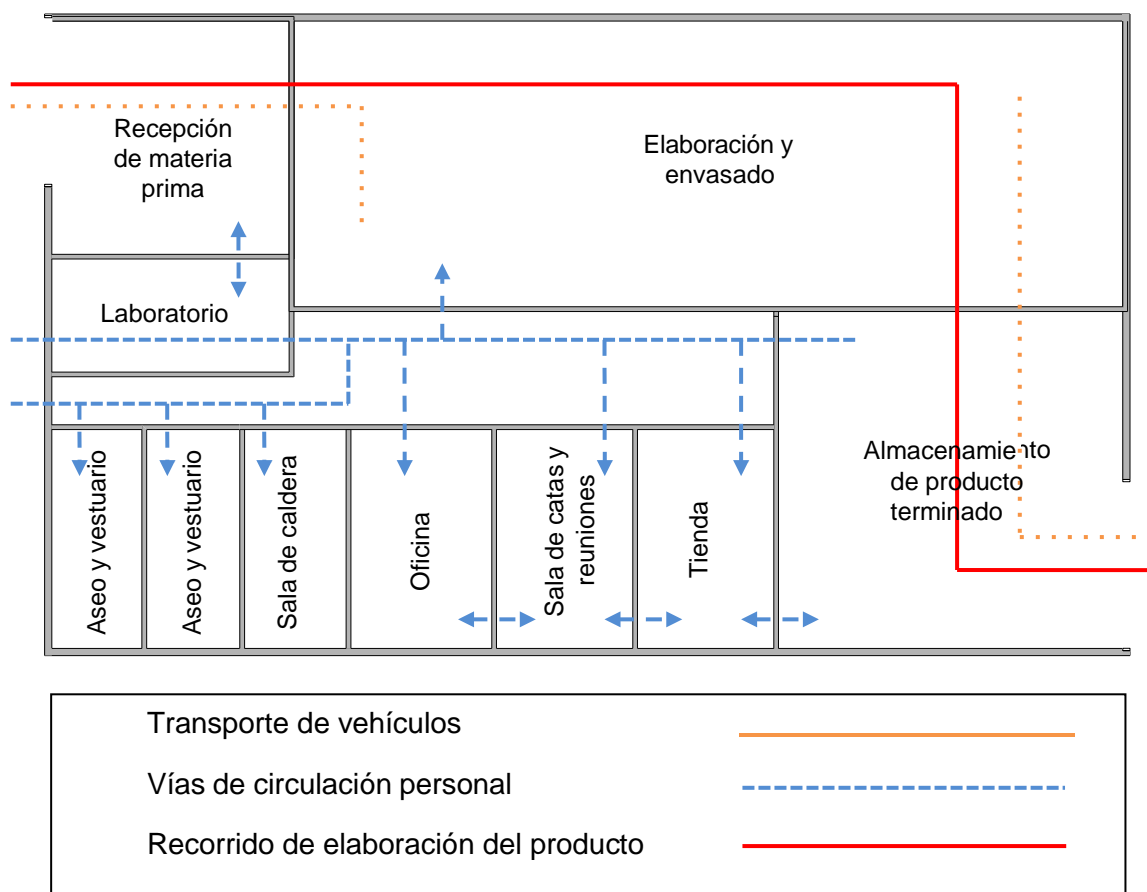 Recepción
de materia
prima
Elaboración y
envasado
Laboratorio
Aseo y vestuario
Aseo y vestuario
Sala de caldera
Oficina
Sala de catas y
reuniones
Tienda
Almacenamiento
de producto
terminado
Transporte de vehículos
Vías de circulación personal
Recorrido de elaboración del producto